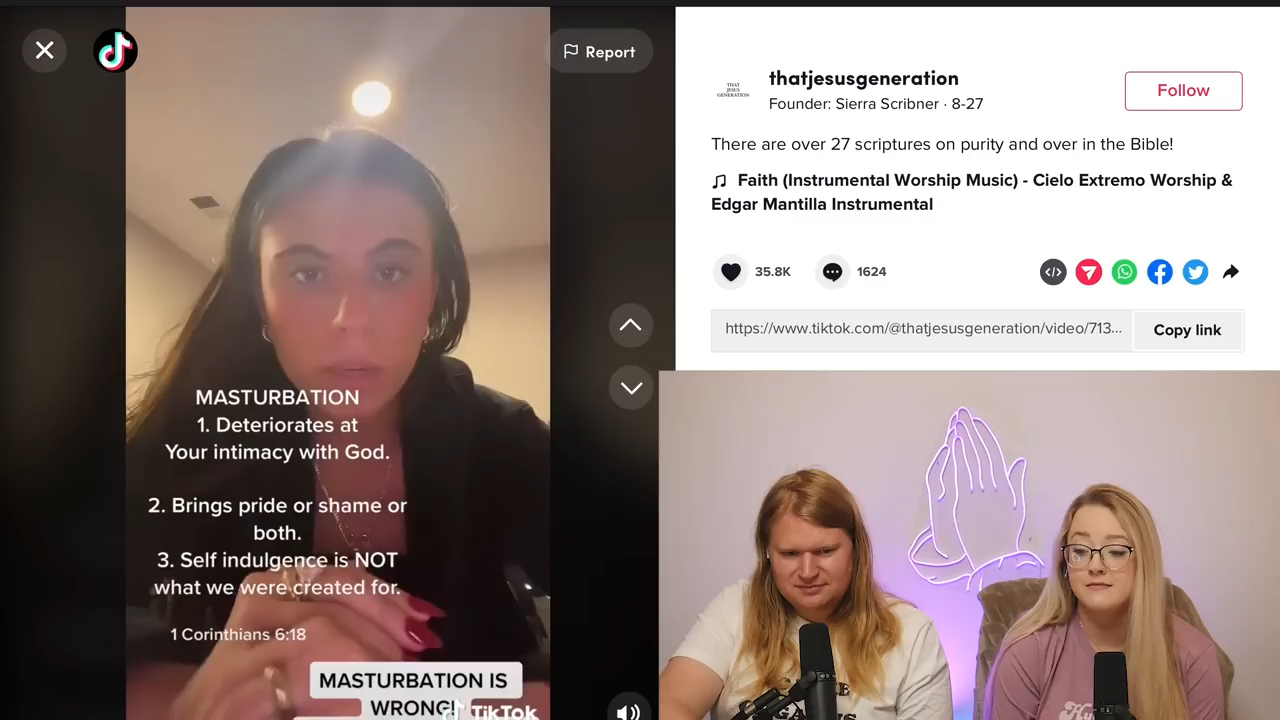 Report
MASTURBATION
1. Deteriorates at
Your intimacy with God.
2. Brings pride or shame or
both.
3. Self indulgence is NOT
what we were created for.
1 Corinthians 6:18
MASTURBATION IS
WRONG!
TikTok
THAT
JESUS
GENERATION
thatjesusgeneration
Founder: Sierra Scribner · 8-27
Follow
There are over 27 scriptures on purity and over in the Bible!
Faith (Instrumental Worship Music) - Cielo Extremo Worship &
Edgar Mantilla Instrumental
35.8K
1624
https://www.tiktok.com/@thatjesusgeneration/video/713...
Copy link